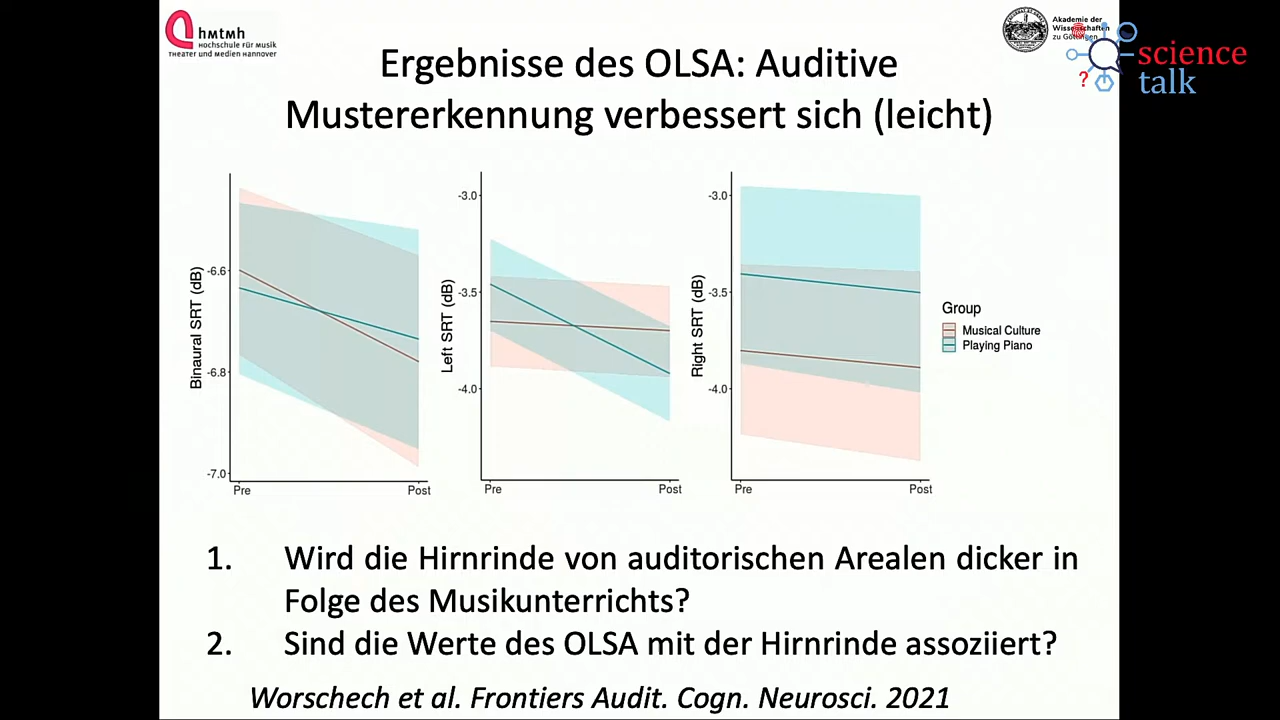 hmtmh
Hochschule für Musik
Theater und Medien Hannover
Akademie der
Wissenschaften
zu Göttingen
science
talk
?
Ergebnisse des OLSA: Auditive
Mustererkennung verbessert sich (leicht)
Binaural SRT (dB)
-6.6
-6.8
-7.0
Pre
Post
Left SRT (dB)
-3.0
-3.5
-4.0
Pre
Post
Right SRT (dB)
-3.0
-3.5
-4.0
Pre
Post
Group
Musical Culture
Playing Piano
1. Wird die Hirnrinde von auditorischen Arealen dicker in
Folge des Musikunterrichts?
2. Sind die Werte des OLSA mit der Hirnrinde assoziiert?
Worschech et al. Frontiers Audit. Cogn. Neurosci. 2021